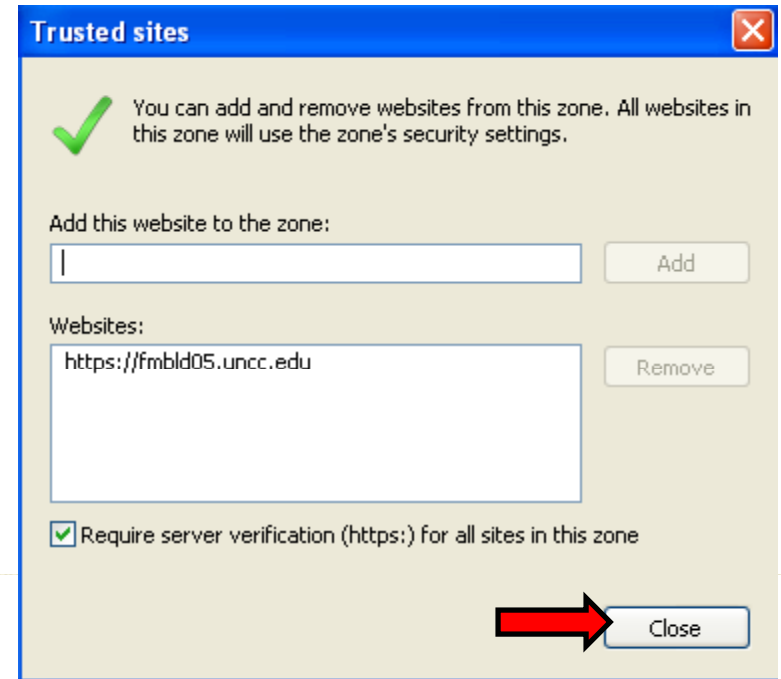 Trusted sites
You can add and remove websites from this zone. All websites in
this zone will use the zone's security settings.
Add this website to the zone:
Add
Websites:
https://fmbld05.uncc.edu
Remove
Require server verification (https:) for all sites in this zone
Close